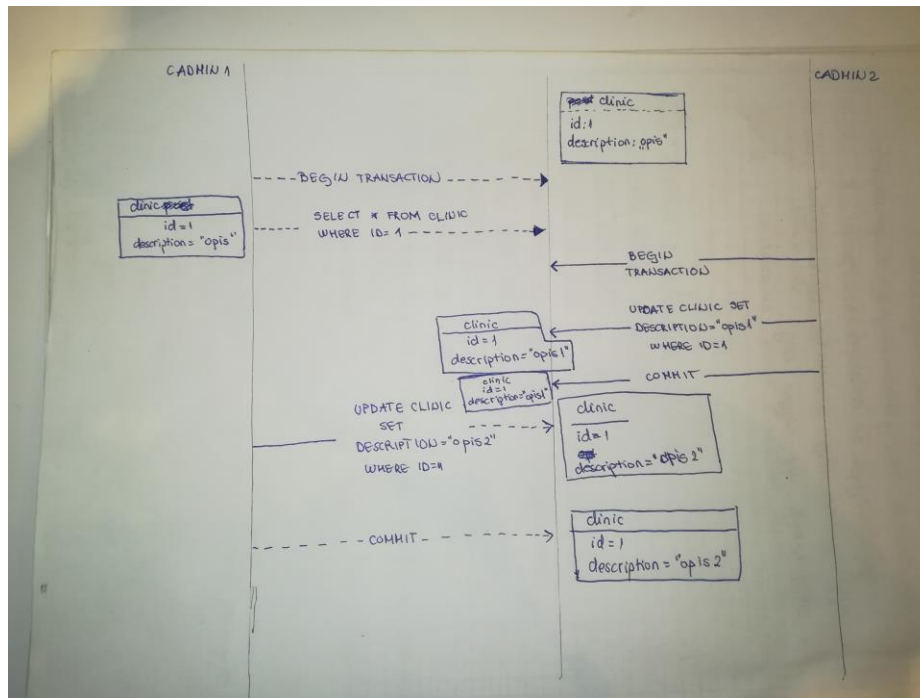 CADMIN 1
CADMIN 2
clinic
id:1
description: „opis"
BEGIN TRANSACTION
clinic
id=1
description = "opis"
SELECT * FROM CLINIC
WHERE ID= 1
BEGIN
TRANSACTION
UPDATE CLINIC SET
DESCRIPTION="opis1"
WHERE ID=1
clinic
id=1
description="opis1"
COMMIT
clinic
id=1
description="opis1"
UPDATE CLINIC
SET
DESCRIPTION="opis2"
WHERE ID=1
clinic
id=1
description="opis 2"
COMMIT
clinic
id=1
description = "opis 2"